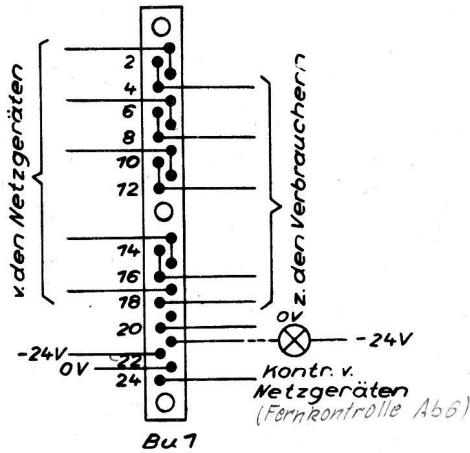 v. den Netzgeräten
2
4
6
8
10
12
14
16
18
20
22
24
z. den Verbrauchern
0V
-24V
-24V
0V
Kontr. v.
Netzgeräten
(Fernkontrolle Ab6)
Bu 1